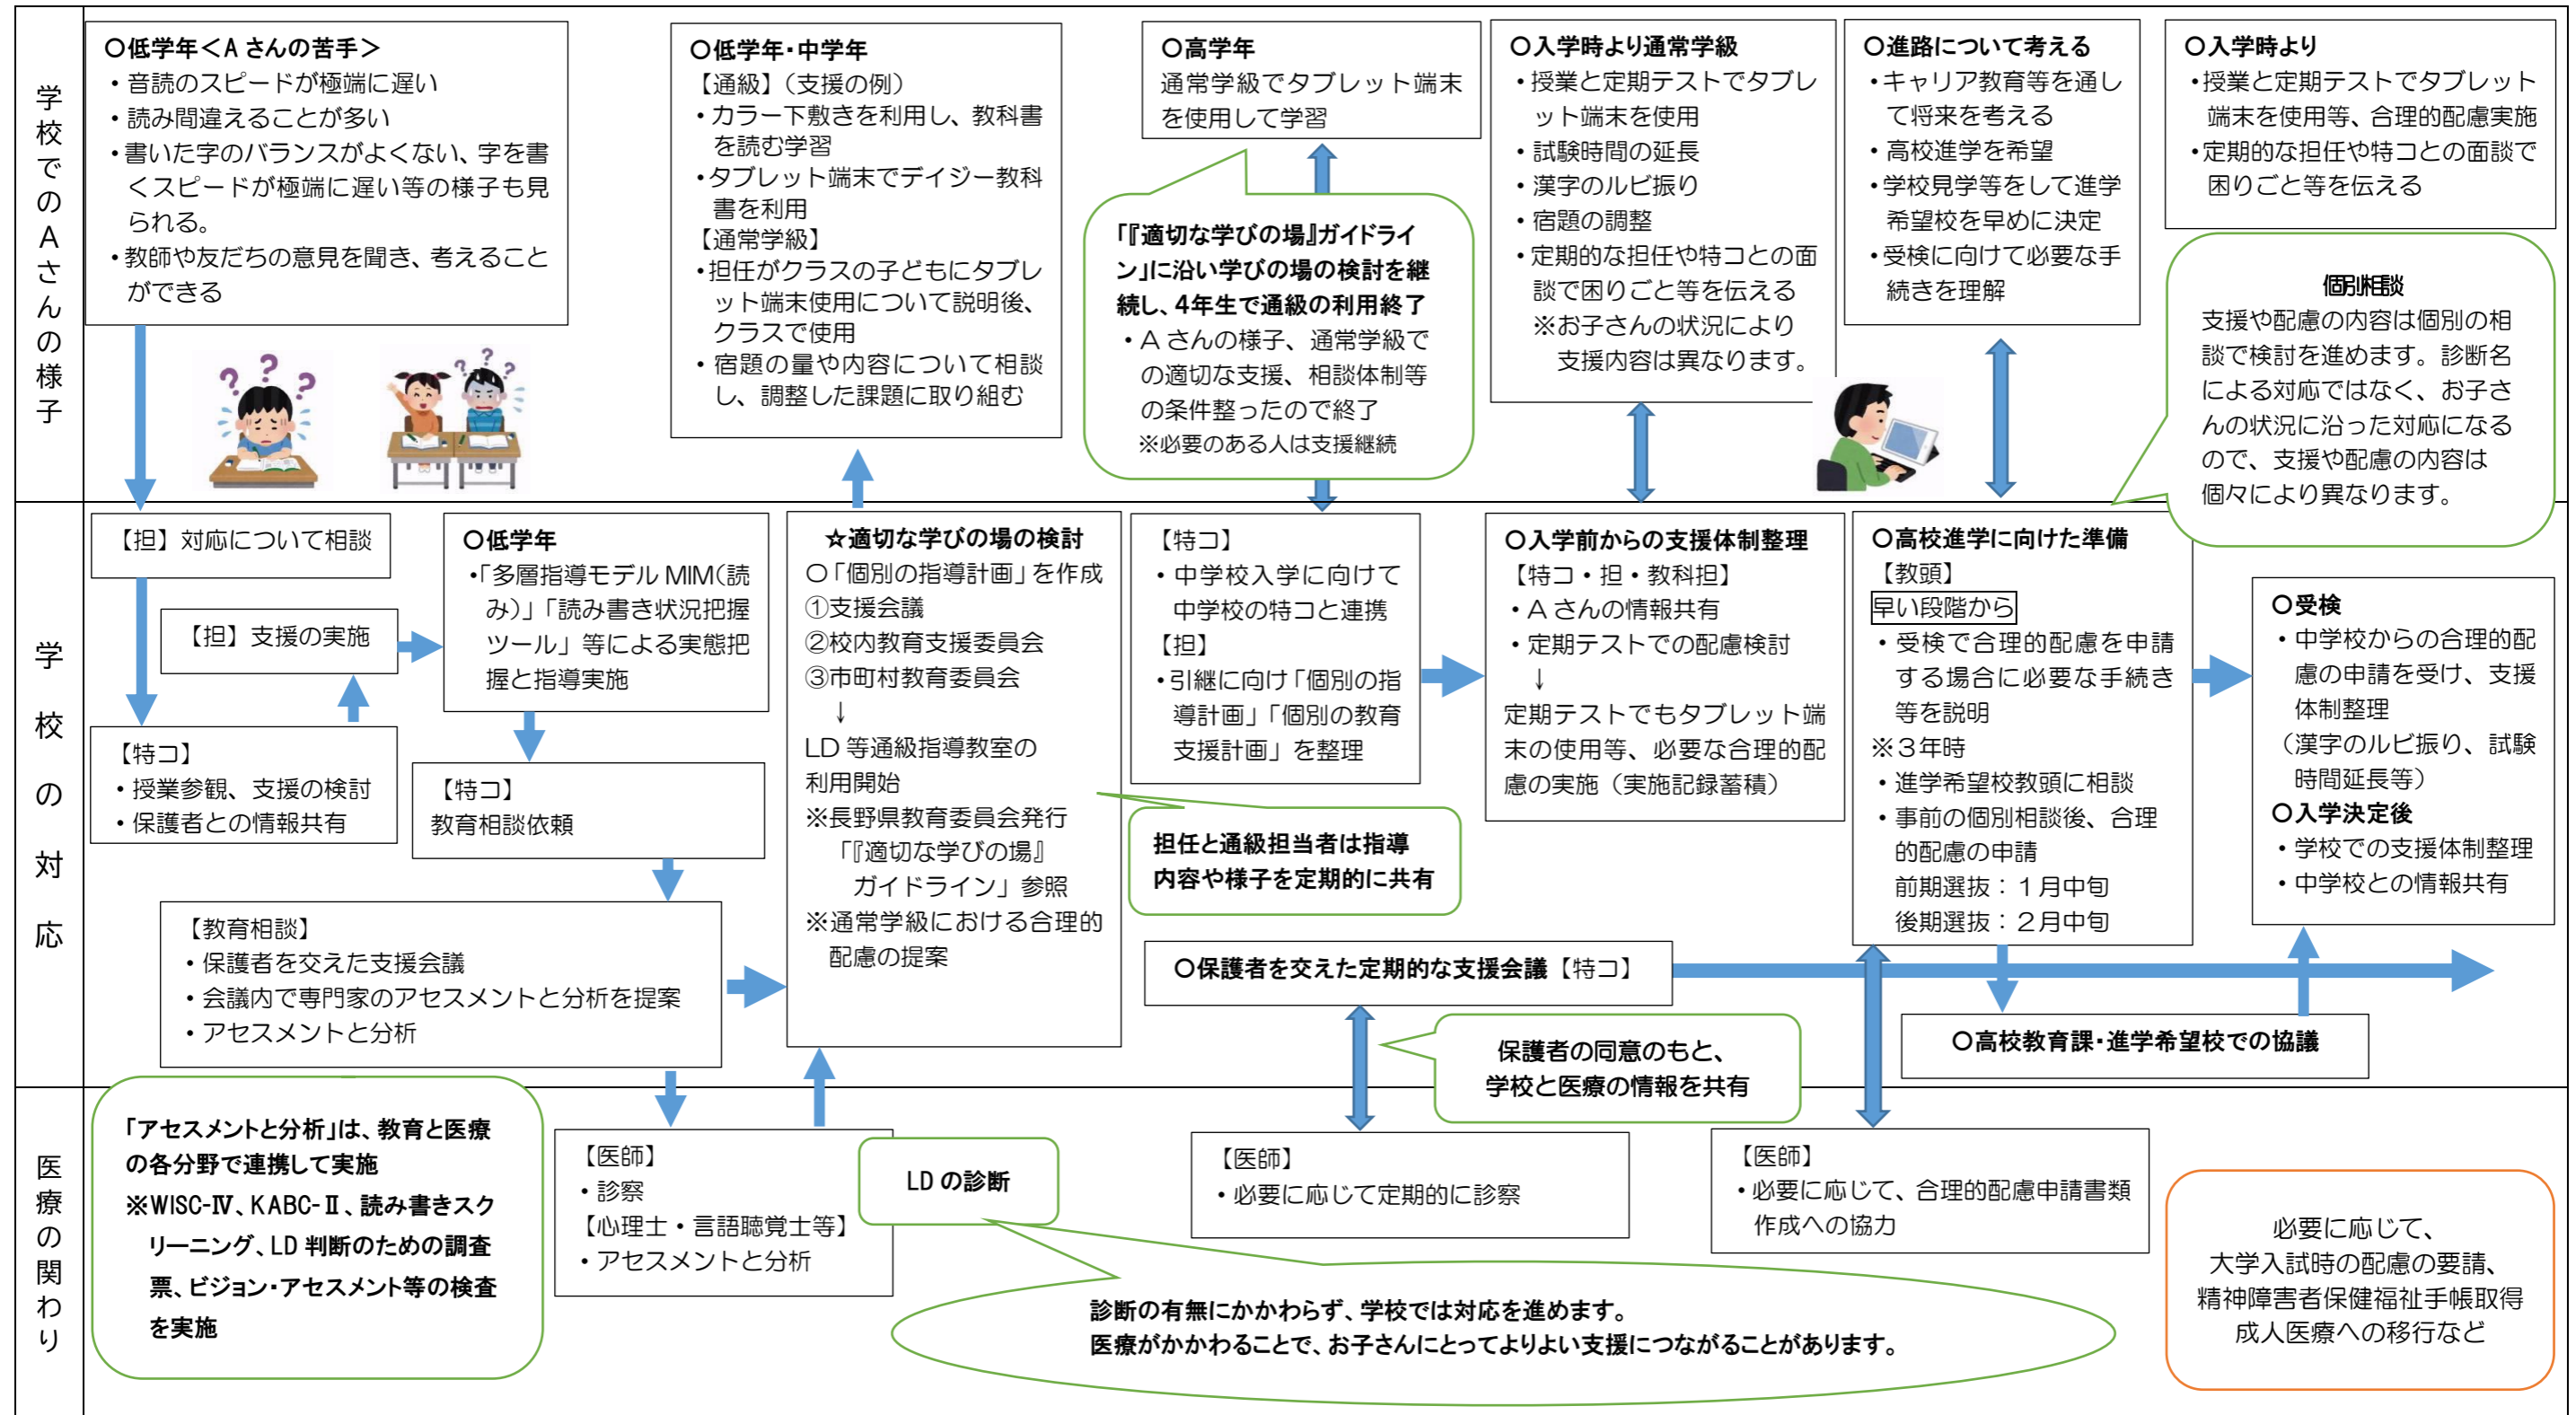 学校でのAさんの様子
〇低学年＜Aさんの苦手＞
・音読のスピードが極端に遅い
・読み間違えることが多い
・書いた字のバランスがよくない、字を書
くスピードが極端に遅い等の様子も見
られる。
・教師や友だちの意見を聞き、考えること
ができる
〇低学年・中学年
【通級】（支援の例）
・カラー下敷きを利用し、教科書
を読む学習
・タブレット端末でデイジー教科
書を利用
【通常学級】
・担任がクラスの子どもにタブレ
ット端末使用について説明後、
クラスで使用
・宿題の量や内容について相談
し、調整した課題に取り組む
〇高学年
通常学級でタブレット端末
を使用して学習
「『適切な学びの場』ガイドライ
ン」に沿い学びの場の検討を継
続し、4年生で通級の利用終了
・Aさんの様子、通常学級で
の適切な支援、相談体制等
の条件整ったので終了
※必要のある人は支援継続
〇入学時より通常学級
・授業と定期テストでタブレ
ット端末を使用
・試験時間の延長
・漢字のルビ振り
・宿題の調整
・定期的な担任や特コとの面
談で困りごと等を伝える
※お子さんの状況により
支援内容は異なります。
〇進路について考える
・キャリア教育等を通し
て将来を考える
・高校進学を希望
・学校見学等をして進学
希望校を早めに決定
・受検に向けて必要な手
続きを理解
〇入学時より
・授業と定期テストでタブレット
端末を使用等、合理的配慮実施
・定期的な担任や特コとの面談で
困りごと等を伝える
個別相談
支援や配慮の内容は個別の相
談で検討を進めます。診断名
による対応ではなく、お子さ
んの状況に沿った対応になる
ので、支援や配慮の内容は
個々により異なります。
学校の対応
【担】対応について相談
【担】支援の実施
【特コ】
・授業参観、支援の検討
・保護者との情報共有
〇低学年
・「多層指導モデルMIM（読
み）」「読み書き状況把握
ツール」等による実態把
握と指導実施
【特コ】
教育相談依頼
【教育相談】
・保護者を交えた支援会議
・会議内で専門家のアセスメントと分析を提案
・アセスメントと分析
☆適切な学びの場の検討
〇「個別の指導計画」を作成
①支援会議
②校内教育支援委員会
③市町村教育委員会
↓
LD等通級指導教室の
利用開始
※長野県教育委員会発行
「『適切な学びの場』
ガイドライン」参照
※通常学級における合理的
配慮の提案
【特コ】
・中学校入学に向けて
中学校の特コと連携
【担】
・引継に向け「個別の指
導計画」「個別の教育
支援計画」を整理
担任と通級担当者は指導
内容や様子を定期的に共有
〇入学前からの支援体制整理
【特コ・担・教科担】
・Aさんの情報共有
・定期テストでの配慮検討
↓
定期テストでもタブレット端
末の使用等、必要な合理的配
慮の実施（実施記録蓄積）
〇高校進学に向けた準備
【教頭】
早い段階から
・受検で合理的配慮を申請
する場合に必要な手続き
等を説明
※３年時
・進学希望校教頭に相談
・事前の個別相談後、合理
的配慮の申請
前期選抜：１月中旬
後期選抜：２月中旬
〇受検
・中学校からの合理的配
慮の申請を受け、支援
体制整理
（漢字のルビ振り、試験
時間延長等）
〇入学決定後
・学校での支援体制整理
・中学校との情報共有
〇保護者を交えた定期的な支援会議【特コ】
〇高校教育課・進学希望校での協議
保護者の同意のもと、
学校と医療の情報を共有
医療の関わり
「アセスメントと分析」は、教育と医療
の各分野で連携して実施
※WISC-Ⅳ、KABC-Ⅱ、読み書きスク
リーニング、LD判断のための調査
票、ビジョン・アセスメント等の検査
を実施
【医師】
・診察
【心理士・言語聴覚士等】
・アセスメントと分析
LDの診断
【医師】
・必要に応じて定期的に診察
【医師】
・必要に応じて、合理的配慮申請書類
作成への協力
診断の有無にかかわらず、学校では対応を進めます。
医療がかかわることで、お子さんにとってよりよい支援につながることがあります。
必要に応じて、
大学入試時の配慮の要請、
精神障害者保健福祉手帳取得
成人医療への移行など